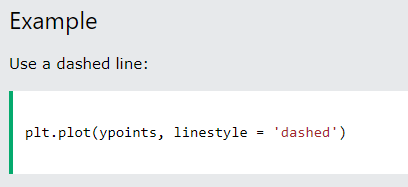 Example
Use a dashed line:
plt.plot(ypoints, linestyle = 'dashed')